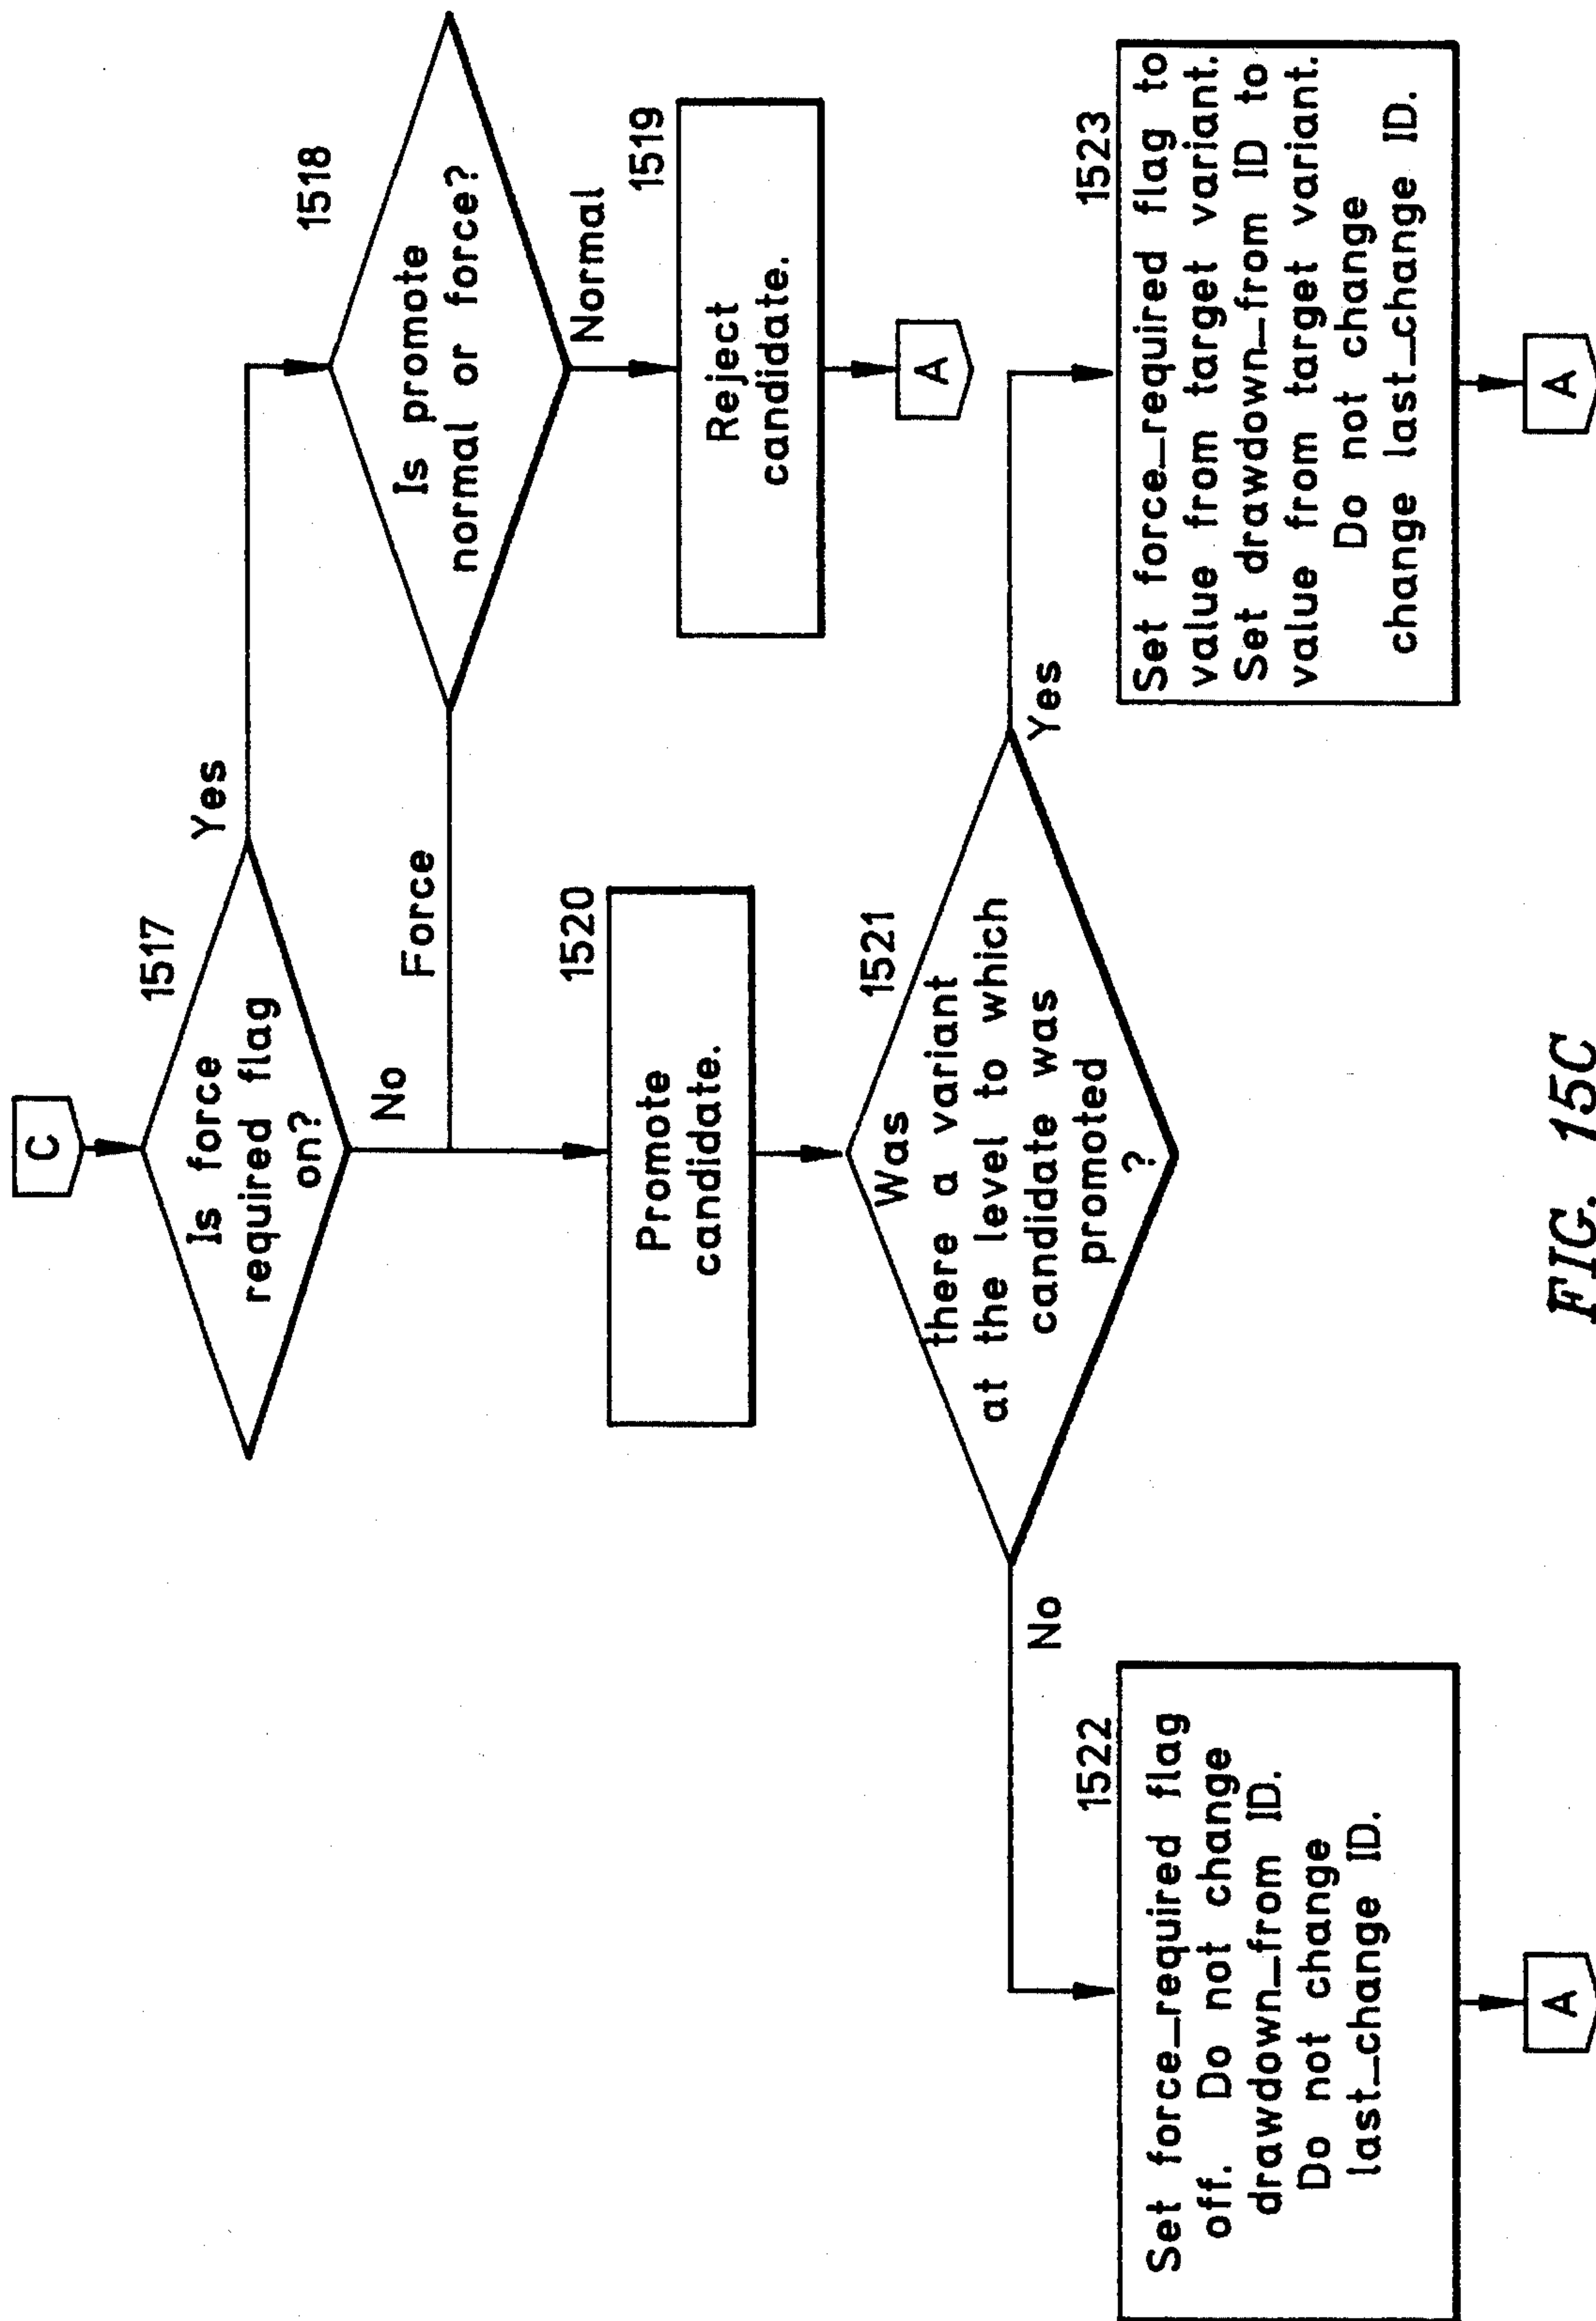 C
1517
Is force
required flag
on?
Yes
No
1518
Is promote
normal or force?
Force
Normal
1519
Reject
candidate.
A
1520
Promote
candidate.
1521
Was
there a variant
at the level to which
candidate was
promoted
?
No
Yes
1522
Set force_required flag
off. Do not change
drawdown_from ID.
Do not change
last_change ID.
A
1523
Set force_required flag to
value from target variant.
Set drawdown_from ID to
value from target variant.
Do not change
change last_change ID.
A
FIG. 15C